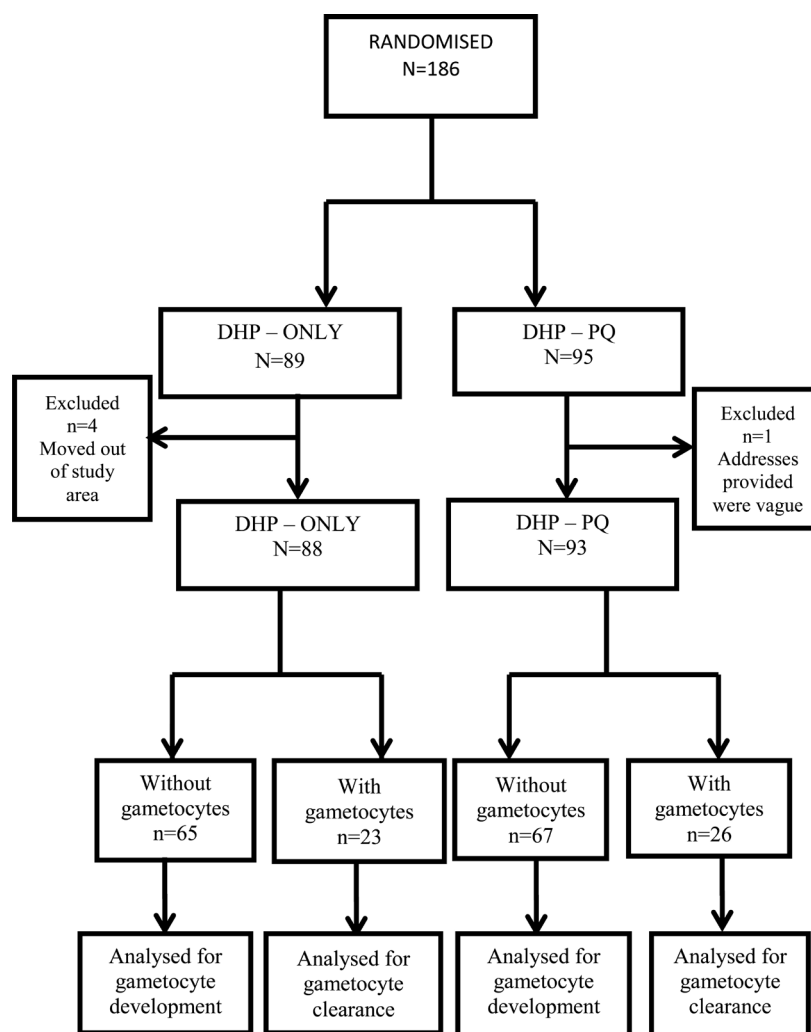 RANDOMISED
N=186
DHP – ONLY
N=89
DHP – PQ
N=95
Excluded
n=4
Moved out
of study
area
Excluded
n=1
Addresses
provided
were vague
DHP – ONLY
N=88
DHP – PQ
N=93
Without
gametocytes
n=65
With
gametocytes
n=23
Without
gametocytes
n=67
With
gametocytes
n=26
Analysed for
gametocyte
development
Analysed for
gametocyte
clearance
Analysed for
gametocyte
development
Analysed for
gametocyte
clearance